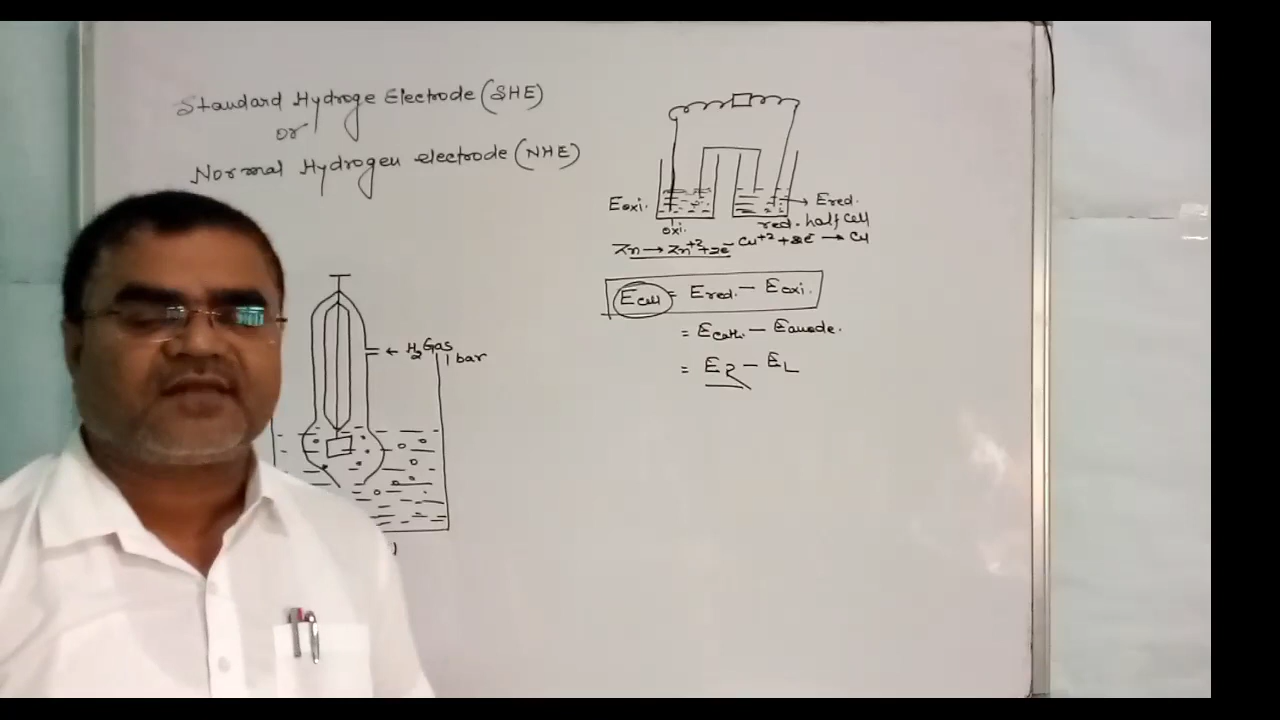 Standard Hydroge Electrode (SHE)
or
Normal Hydrogen electrode (NHE)
H2 Gas
1 bar
Eoxi.
Ered.
oxi.
red. half cell
Zn → Zn+2 + 2e-
Cu+2 + 2e- → Cu
Ecell = Ered. - Eoxi.
= Ecath. - Eanode.
= ER - EL